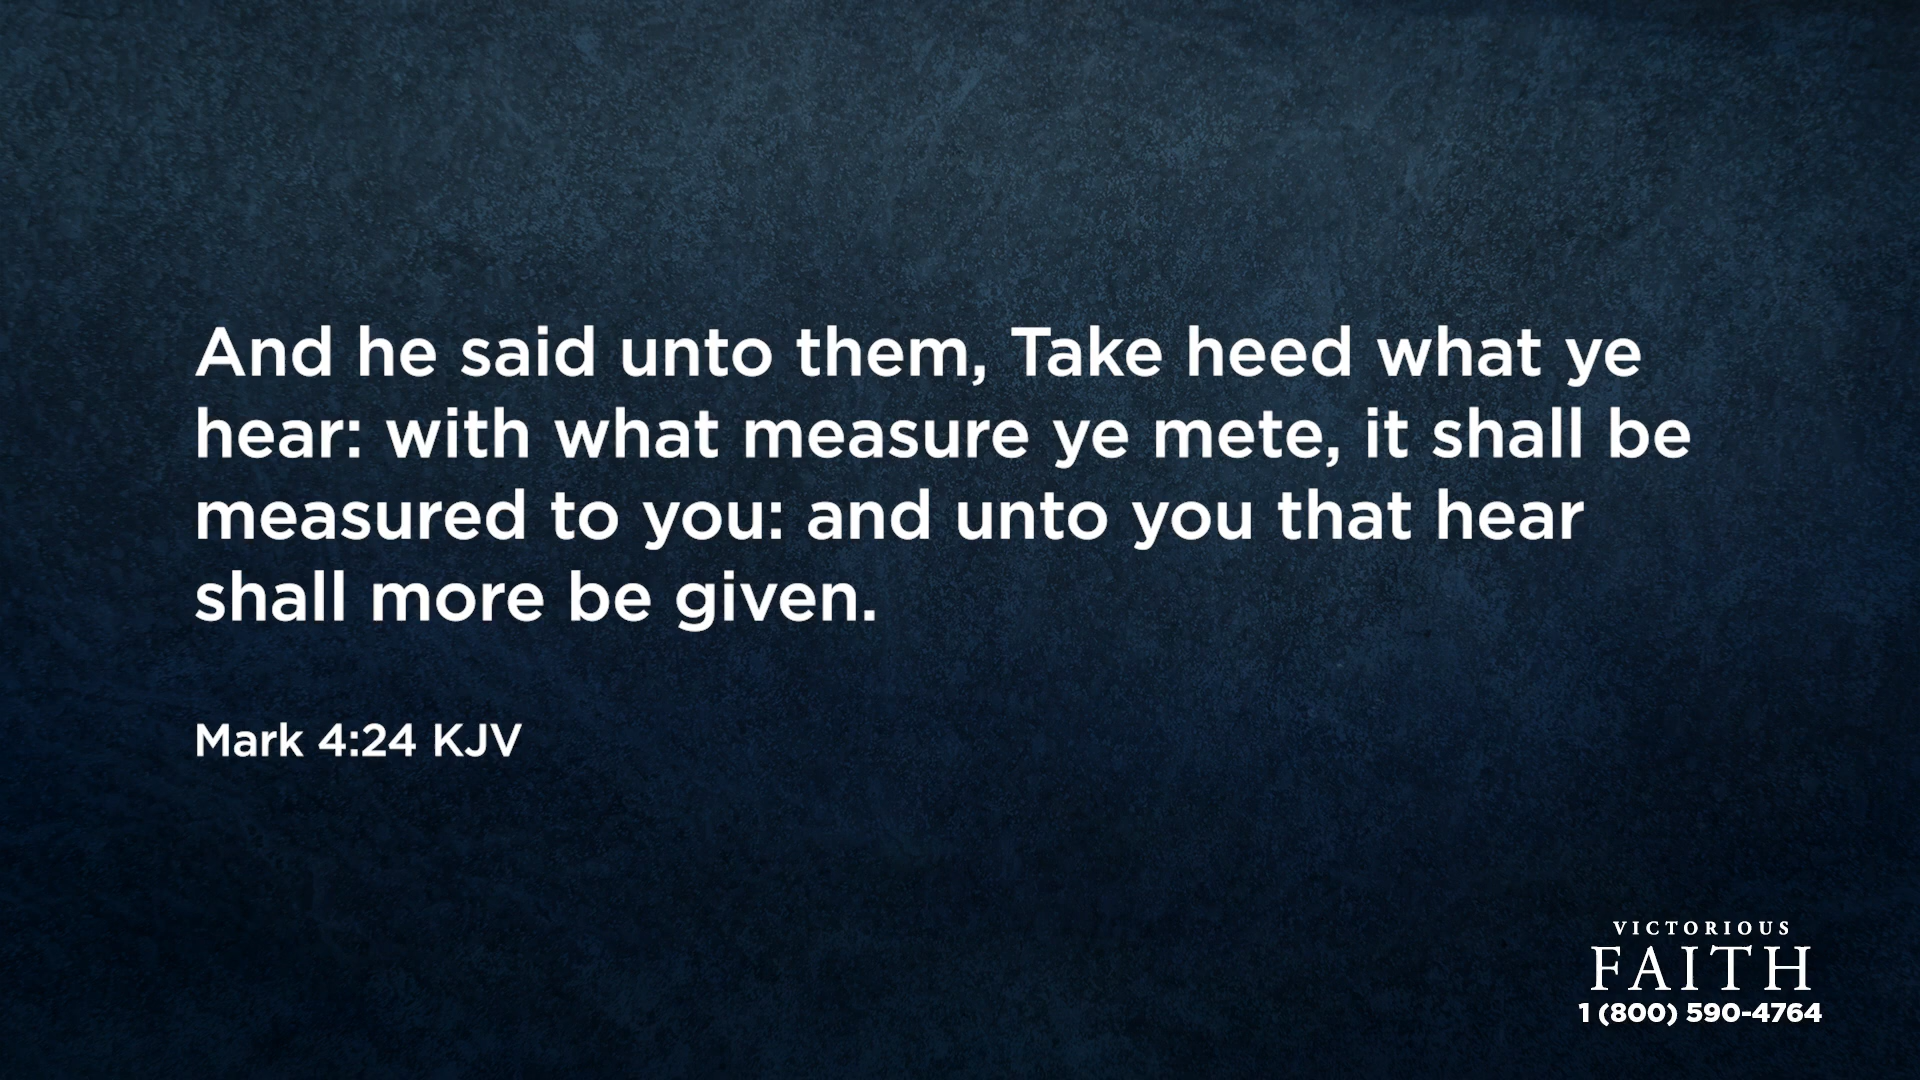 And he said unto them, Take heed what ye
hear: with what measure ye mete, it shall be
measured to you: and unto you that hear
shall more be given.
Mark 4:24 KJV
VICTORIOUS
FAITH
1 (800) 590-4764